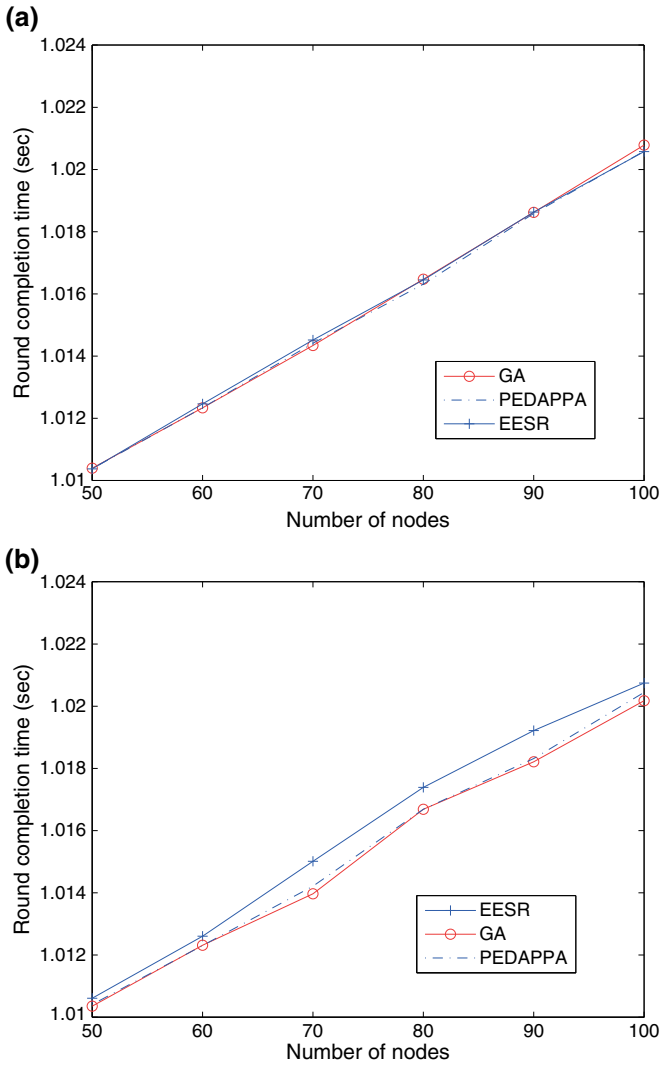 (a)
1.024
1.022
1.02
1.018
1.016
1.014
1.012
1.01
Round completion time (sec)
GA
PEDAPPA
EESR
50 60 70 80 90 100
Number of nodes
(b)
1.024
1.022
1.02
1.018
1.016
1.014
1.012
1.01
Round completion time (sec)
EESR
GA
PEDAPPA
50 60 70 80 90 100
Number of nodes